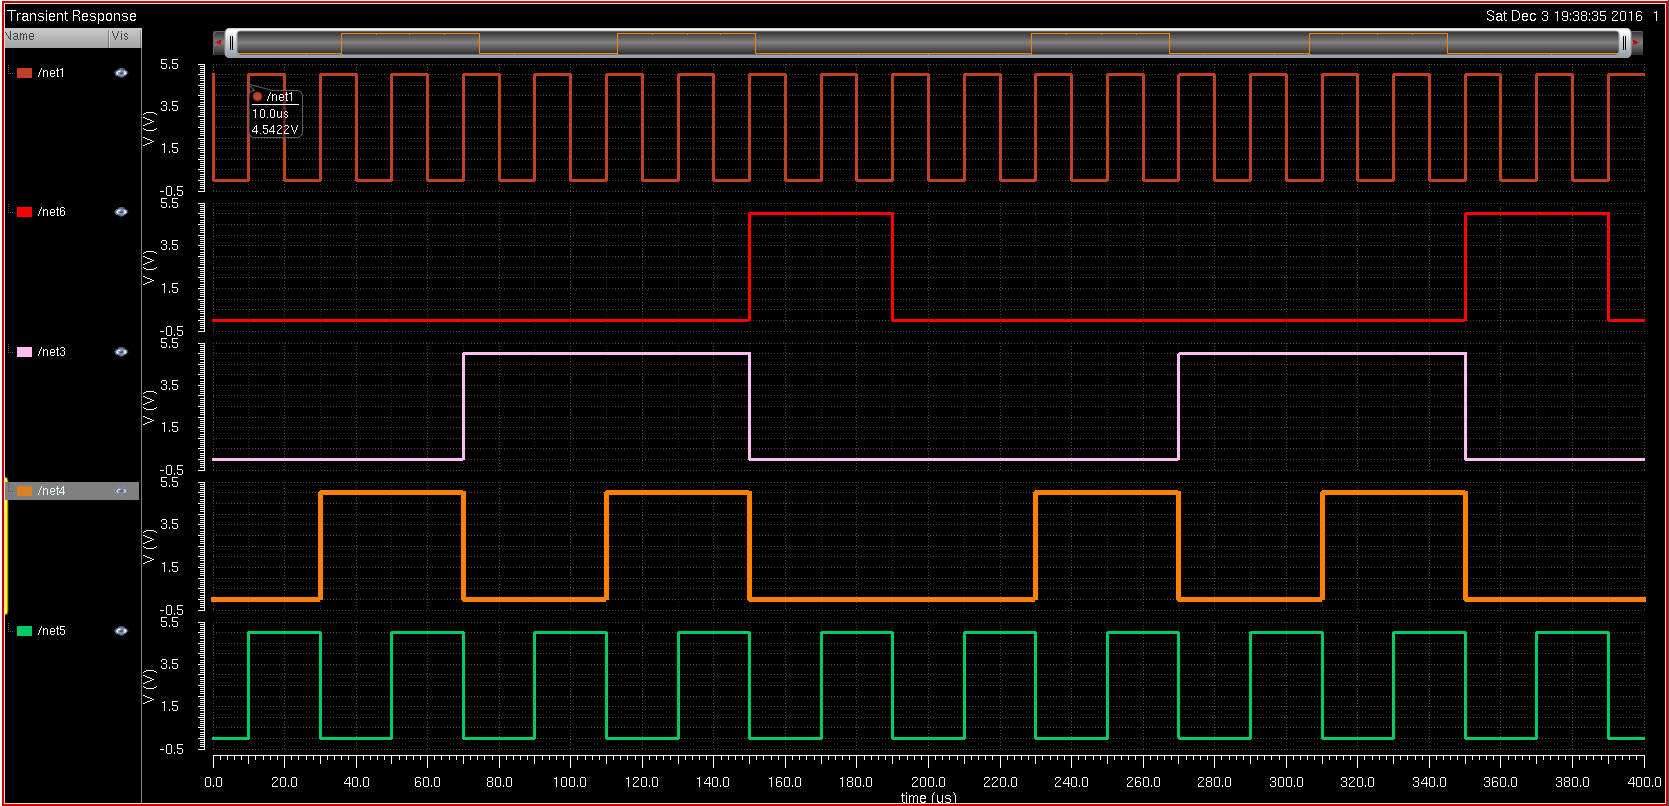 Transient Response
Sat Dec 3 19:38:35 2016 1
Name Vis
/net1
5.5
3.5
1.5
-0.5
V (V)
/net1
10.0us
4.5422V
/net6
5.5
3.5
1.5
-0.5
V (V)
/net3
5.5
3.5
1.5
-0.5
V (V)
/net4
5.5
3.5
1.5
-0.5
V (V)
/net5
5.5
3.5
1.5
-0.5
V (V)
0.0 20.0 40.0 60.0 80.0 100.0 120.0 140.0 160.0 180.0 200.0 220.0 240.0 260.0 280.0 300.0 320.0 340.0 360.0 380.0 400.0
time (us)